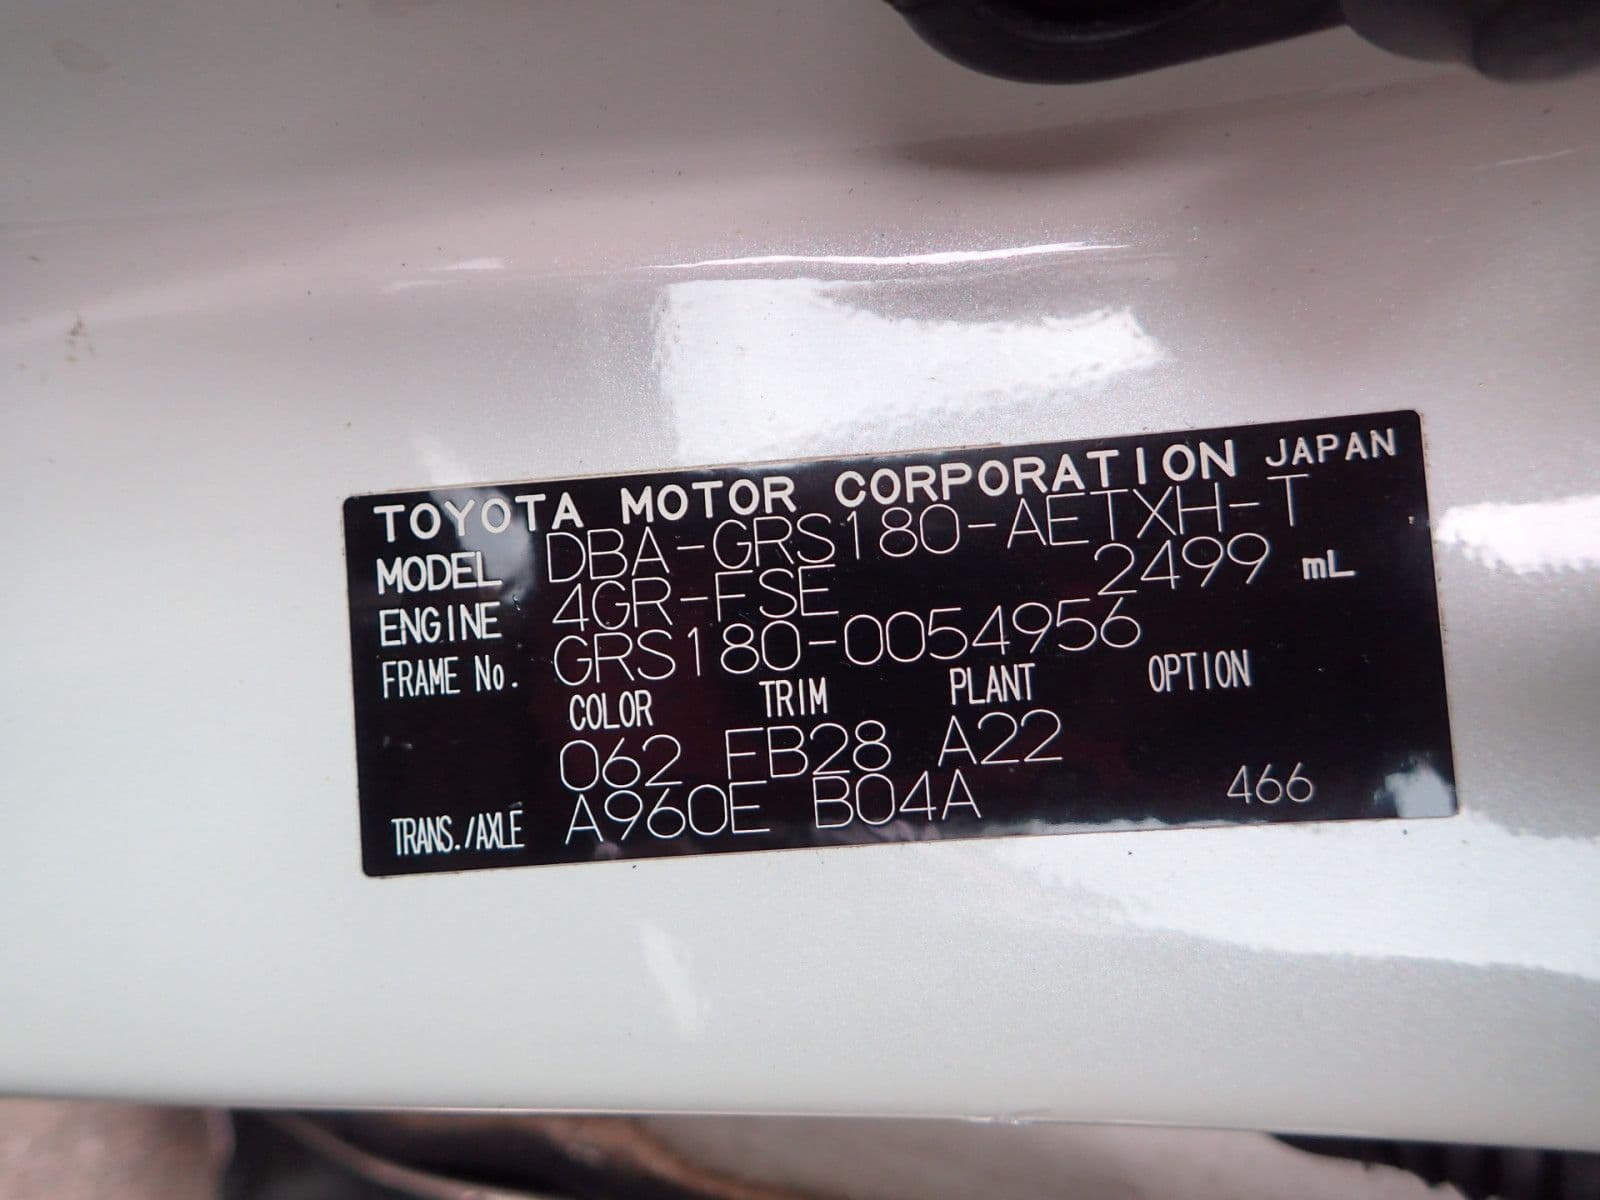 TOYOTA MOTOR CORPORATION JAPAN
MODEL DBA-GRS180-AETXH-T
ENGINE 4GR-FSE 2499 mL
FRAME No. GRS180-0054956
COLOR TRIM PLANT OPTION
062 FB28 A22
TRANS./AXLE A960E B04A 466